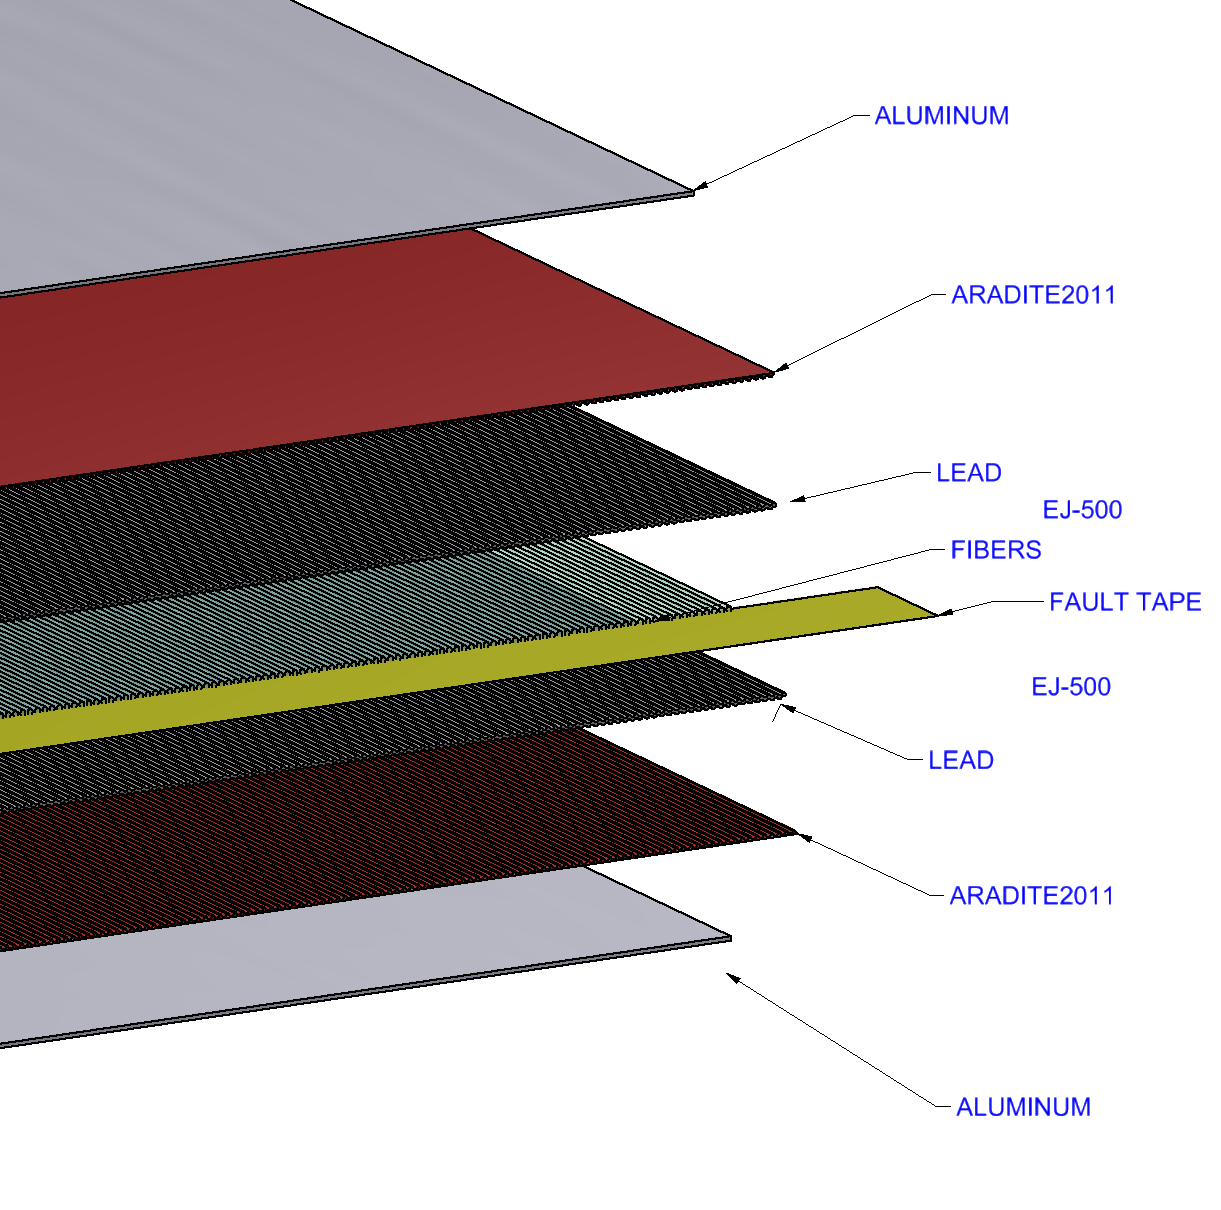 ALUMINUM
ARADITE2011
LEAD
EJ-500
FIBERS
FAULT TAPE
EJ-500
LEAD
ARADITE2011
ALUMINUM